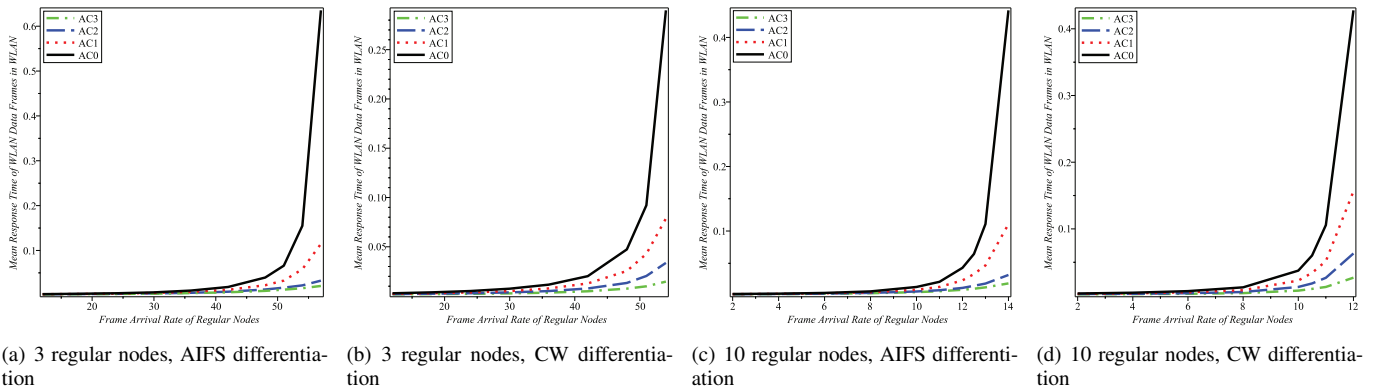 AC3
AC2
AC1
AC0
0.6
0.5
0.4
0.3
0.2
0.1
20
30
40
50
Mean Response Time of WLAN Data Frames in WLAN
Frame Arrival Rate of Regular Nodes
(a) 3 regular nodes, AIFS differentia-
tion
AC3
AC2
AC1
AC0
0.25
0.20
0.15
0.10
0.05
20
30
40
50
Mean Response Time of WLAN Data Frames in WLAN
Frame Arrival Rate of Regular Nodes
(b) 3 regular nodes, CW differentia-
tion
AC3
AC2
AC1
AC0
0.4
0.3
0.2
0.1
2
4
6
8
10
12
14
Mean Response Time of WLAN Data Frames in WLAN
Frame Arrival Rate of Regular Nodes
(c) 10 regular nodes, AIFS differenti-
ation
AC3
AC2
AC1
AC0
0.4
0.3
0.2
0.1
2
4
6
8
10
12
Mean Response Time of WLAN Data Frames in WLAN
Frame Arrival Rate of Regular Nodes
(d) 10 regular nodes, CW differentia-
tion